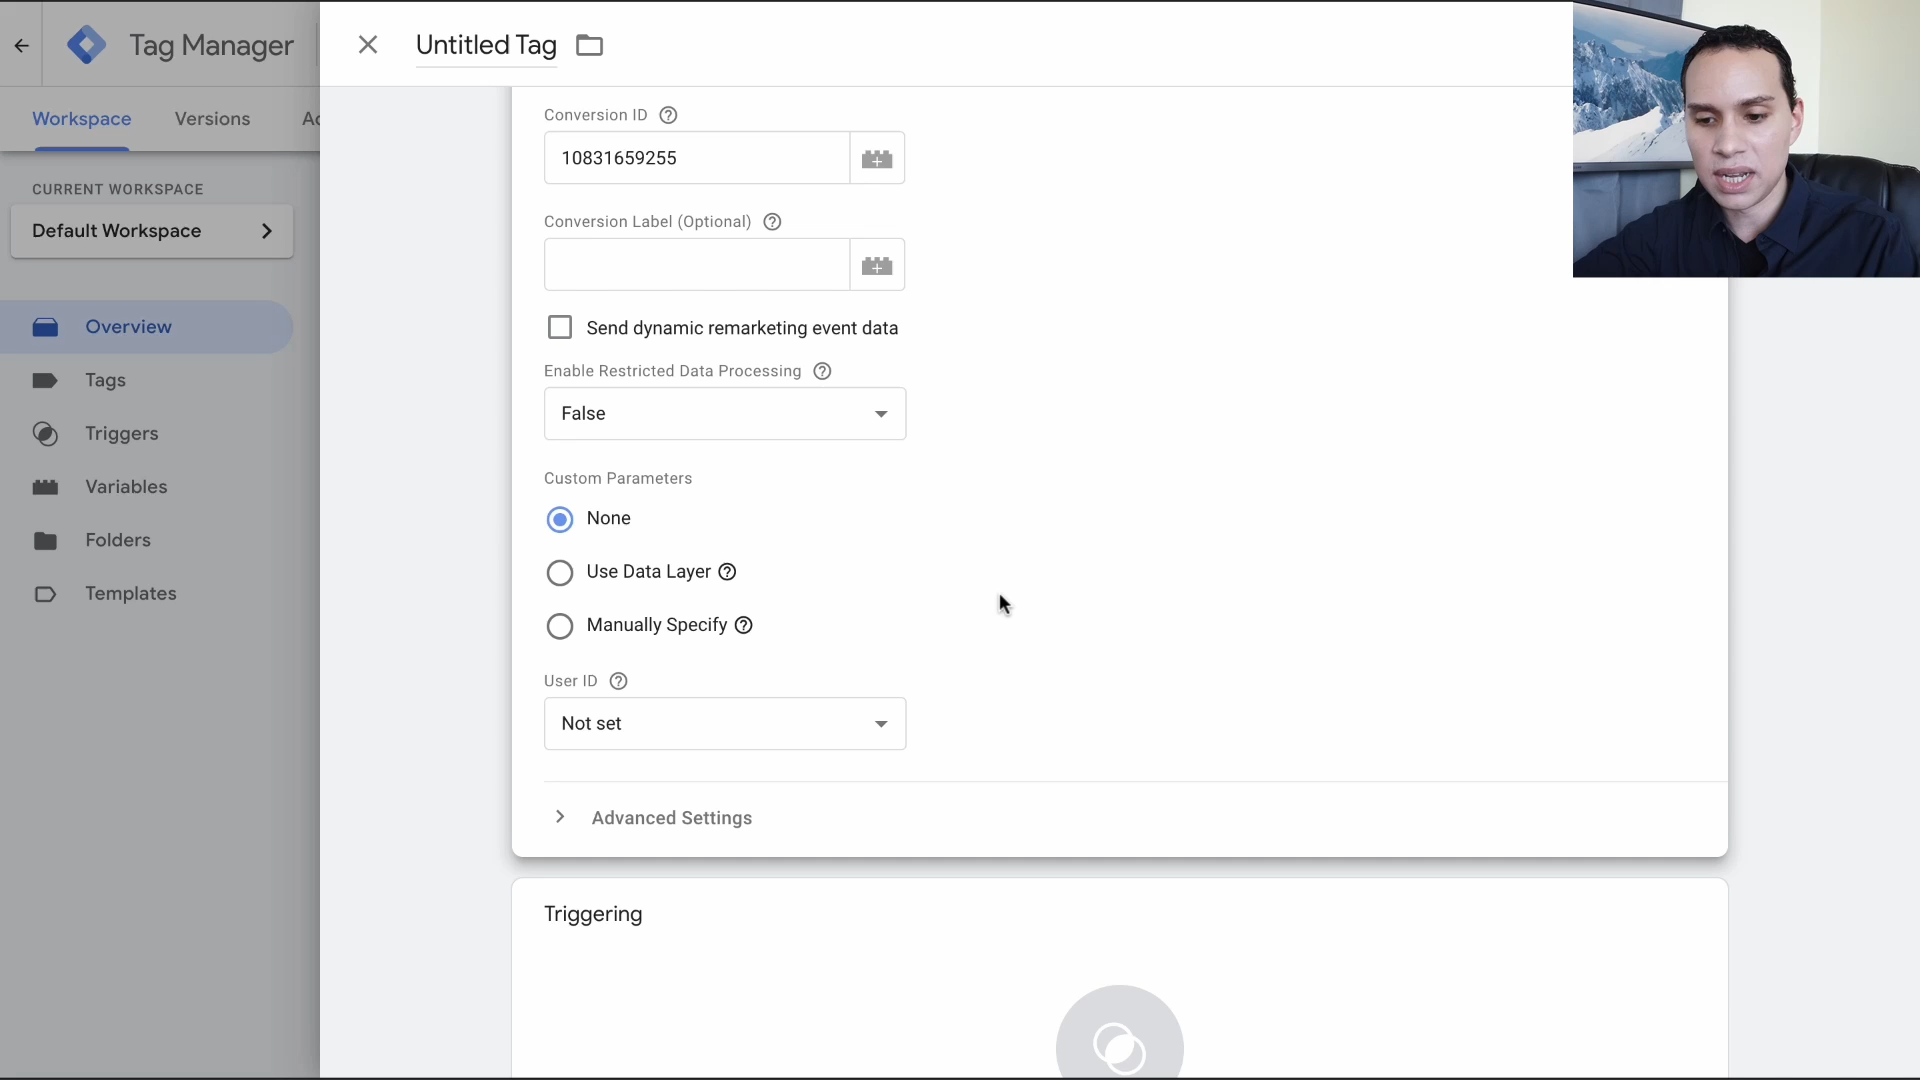 Tag Manager
Untitled Tag
Workspace
Versions
CURRENT WORKSPACE
Default Workspace
Overview
Tags
Triggers
Variables
Folders
Templates
Conversion ID
10831659255
Conversion Label (Optional)
Send dynamic remarketing event data
Enable Restricted Data Processing
False
Custom Parameters
None
Use Data Layer
Manually Specify
User ID
Not set
Advanced Settings
Triggering